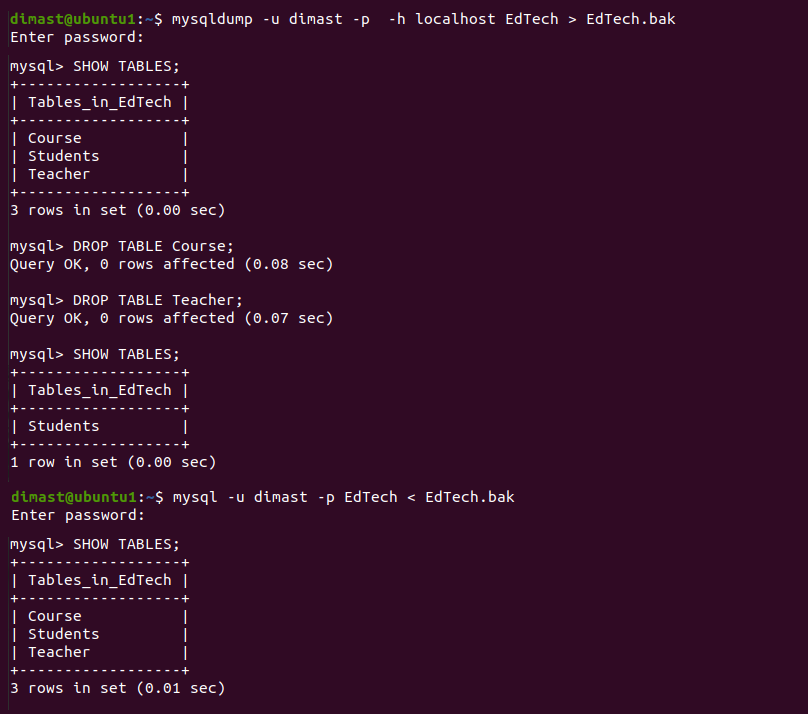 dimast@ubuntu1:~$ mysqldump -u dimast -p  -h localhost EdTech > EdTech.bak
Enter password:
mysql> SHOW TABLES;
+------------------+
| Tables_in_EdTech |
+------------------+
| Course           |
| Students         |
| Teacher          |
+------------------+
3 rows in set (0.00 sec)
mysql> DROP TABLE Course;
Query OK, 0 rows affected (0.08 sec)
mysql> DROP TABLE Teacher;
Query OK, 0 rows affected (0.07 sec)
mysql> SHOW TABLES;
+------------------+
| Tables_in_EdTech |
+------------------+
| Students         |
+------------------+
1 row in set (0.00 sec)
dimast@ubuntu1:~$ mysql -u dimast -p EdTech < EdTech.bak
Enter password:
mysql> SHOW TABLES;
+------------------+
| Tables_in_EdTech |
+------------------+
| Course           |
| Students         |
| Teacher          |
+------------------+
3 rows in set (0.01 sec)